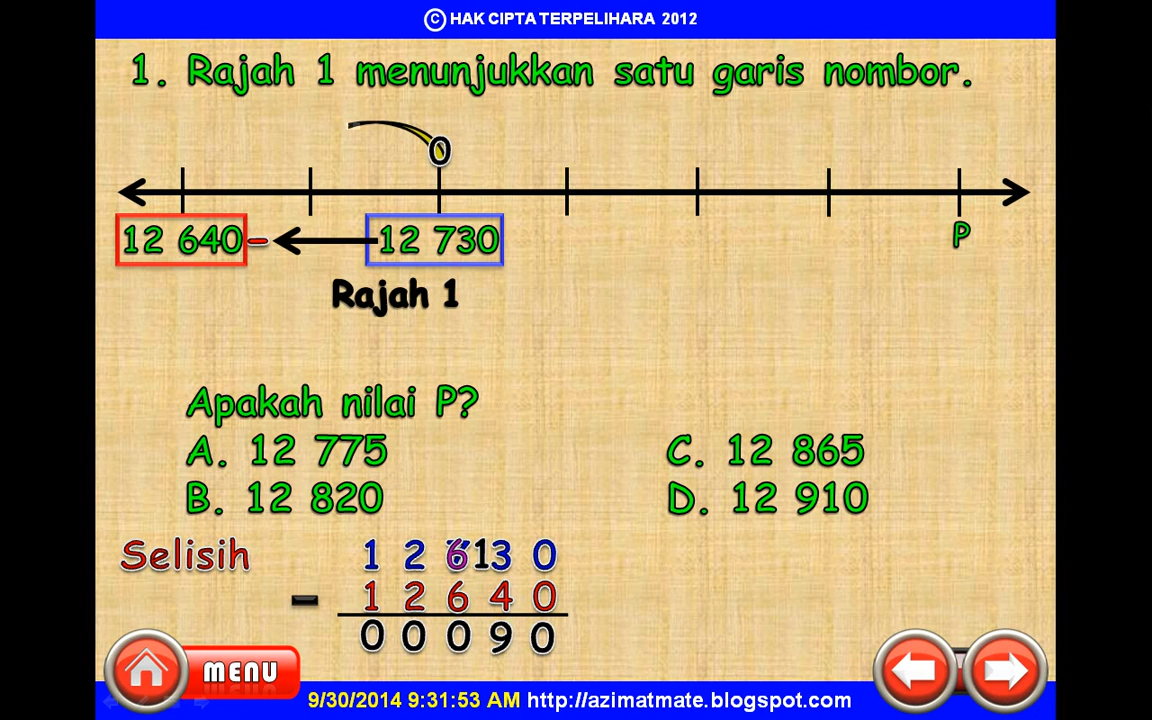 © HAK CIPTA TERPELIHARA 2012
1. Rajah 1 menunjukkan satu garis nombor.
0
12 640 - 12 730 P
Rajah 1
Apakah nilai P?
A. 12 775 C. 12 865
B. 12 820 D. 12 910
Selisih 1 2 6 13 0
- 1 2 6 4 0
0 0 0 9 0
MENU
9/30/2014 9:31:53 AM http://azimatmate.blogspot.com